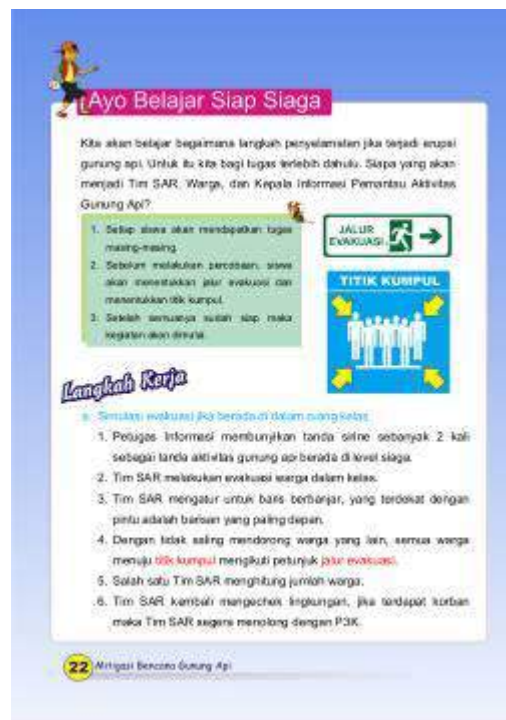 Ayo Belajar Siap Siaga
Kita akan belajar bagaimana langkah penyelamatan jika terjadi erupsi
gunung api. Untuk itu kita bagi tugas terlebih dahulu. Siapa yang akan
menjadi Tim SAR, Warga, dan Kepala Informasi Pemantau Aktivitas
Gunung Api?
1. Setiap siswa akan mendapatkan tugas
masing-masing.
2. Sebelum melakukan percobaan, siswa
akan menentukkan jalur evakuasi dan
menentukkan titik kumpul.
3. Setelah semuanya sudah siap maka
kegiatan akan dimulai.
JALUR
EVAKUASI
TITIK KUMPUL
Langkah Kerja
a. Simulasi evakuasi jika berada di dalam ruang kelas
1. Petugas Informasi membunyikan tanda sirine sebanyak 2 kali
sebagai tanda aktivitas gunung api berada di level siaga.
2. Tim SAR melakukan evakuasi warga dalam kelas.
3. Tim SAR mengatur untuk baris berbanjar, yang terdekat dengan
pintu adalah barisan yang paling depan.
4. Dengan tidak saling mendorong warga yang lain, semua warga
menuju titik kumpul mengikuti petunjuk jalur evakuasi.
5. Salah satu Tim SAR menghitung jumlah warga.
6. Tim SAR kembali mengechek lingkungan, jika terdapat korban
maka Tim SAR segera menolong dengan P3K.
22 Mitigasi Bencana Gunung Api